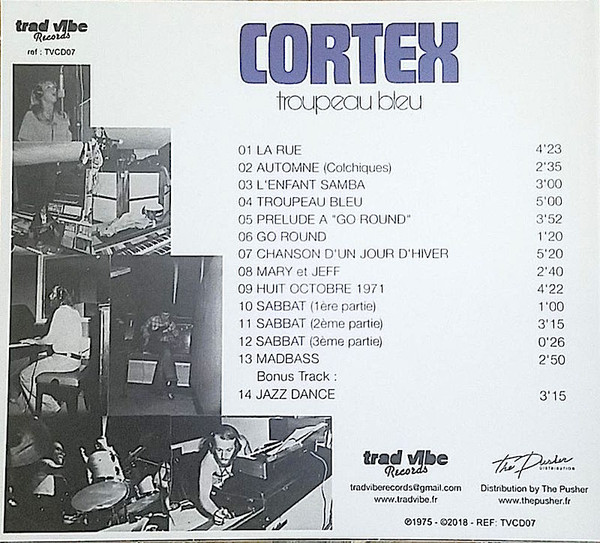 trad vibe
Records
ref : TVCD07
CORTEX
troupeau bleu
01 LA RUE 4'23
02 AUTOMNE (Colchiques) 2'35
03 L'ENFANT SAMBA 3'00
04 TROUPEAU BLEU 5'00
05 PRELUDE A "GO ROUND" 3'52
06 GO ROUND 1'20
07 CHANSON D'UN JOUR D'HIVER 5'20
08 MARY et JEFF 2'40
09 HUIT OCTOBRE 1971 4'22
10 SABBAT (1ère partie) 1'00
11 SABBAT (2ème partie) 3'15
12 SABBAT (3ème partie) 0'26
13 MADBASS 2'50
Bonus Track :
14 JAZZ DANCE 3'15
trad vibe
Records
tradviberecords@gmail.com
www.tradvibe.fr
The Pusher
DISTRIBUTION
Distribution by The Pusher
www.thepusher.fr
℗1975 - ©2018 - REF: TVCD07